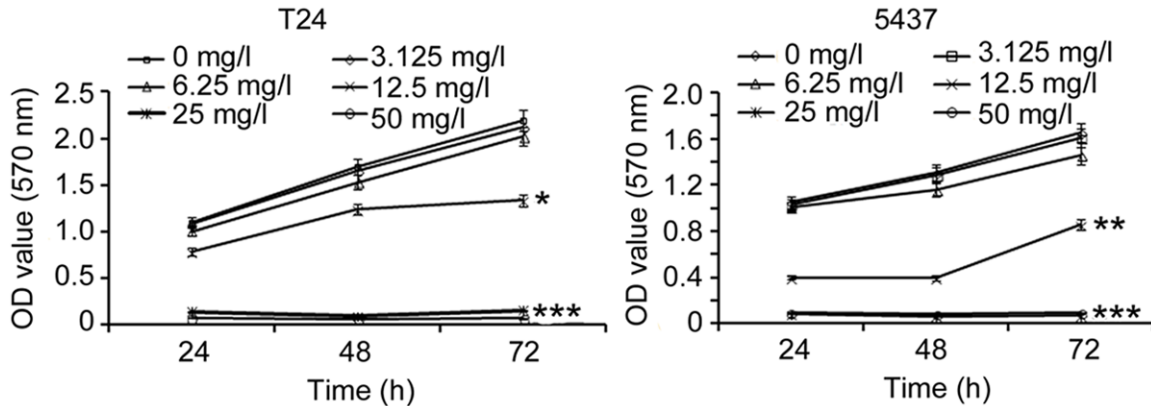 T24
0 mg/l 3.125 mg/l
6.25 mg/l 12.5 mg/l
25 mg/l 50 mg/l
OD value (570 nm)
2.5
2.0
1.5
1.0
0.5
0
*
***
24 48 72
Time (h)
5437
0 mg/l 3.125 mg/l
6.25 mg/l 12.5 mg/l
25 mg/l 50 mg/l
OD value (570 nm)
2.0
1.6
1.2
0.8
0.4
0
**
***
24 48 72
Time (h)